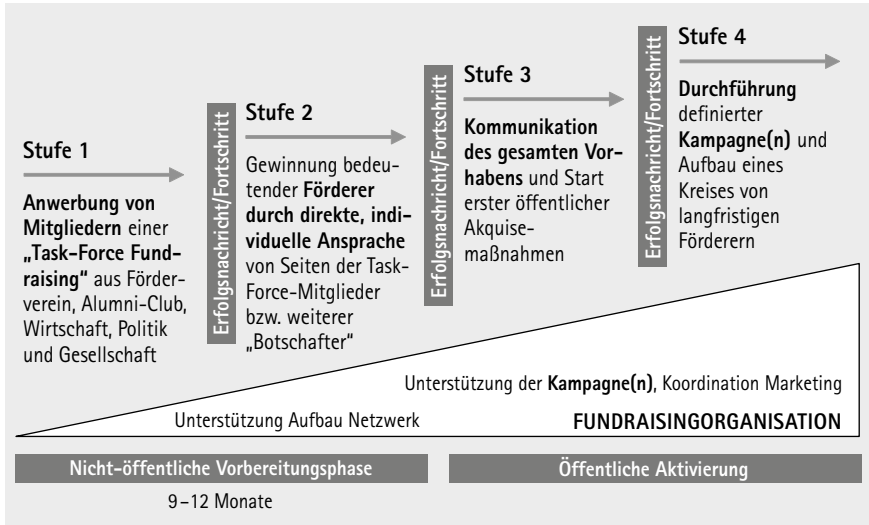 Stufe 1
Anwerbung von
Mitgliedern einer
„Task-Force Fund-
raising“ aus Förder-
verein, Alumni-Club,
Wirtschaft, Politik
und Gesellschaft
Erfolgsnachricht/Fortschritt
Stufe 2
Gewinnung bedeu-
tender Förderer
durch direkte, indi-
viduelle Ansprache
von Seiten der Task-
Force-Mitglieder
bzw. weiterer
„Botschafter“
Erfolgsnachricht/Fortschritt
Stufe 3
Kommunikation
des gesamten Vor-
habens und Start
erster öffentlicher
Akquise-
maßnahmen
Erfolgsnachricht/Fortschritt
Stufe 4
Durchführung
definierter
Kampagne(n) und
Aufbau eines
Kreises von
langfristigen
Förderern
Unterstützung der Kampagne(n), Koordination Marketing
Unterstützung Aufbau Netzwerk
FUNDRAISINGORGANISATION
Nicht-öffentliche Vorbereitungsphase
Öffentliche Aktivierung
9–12 Monate